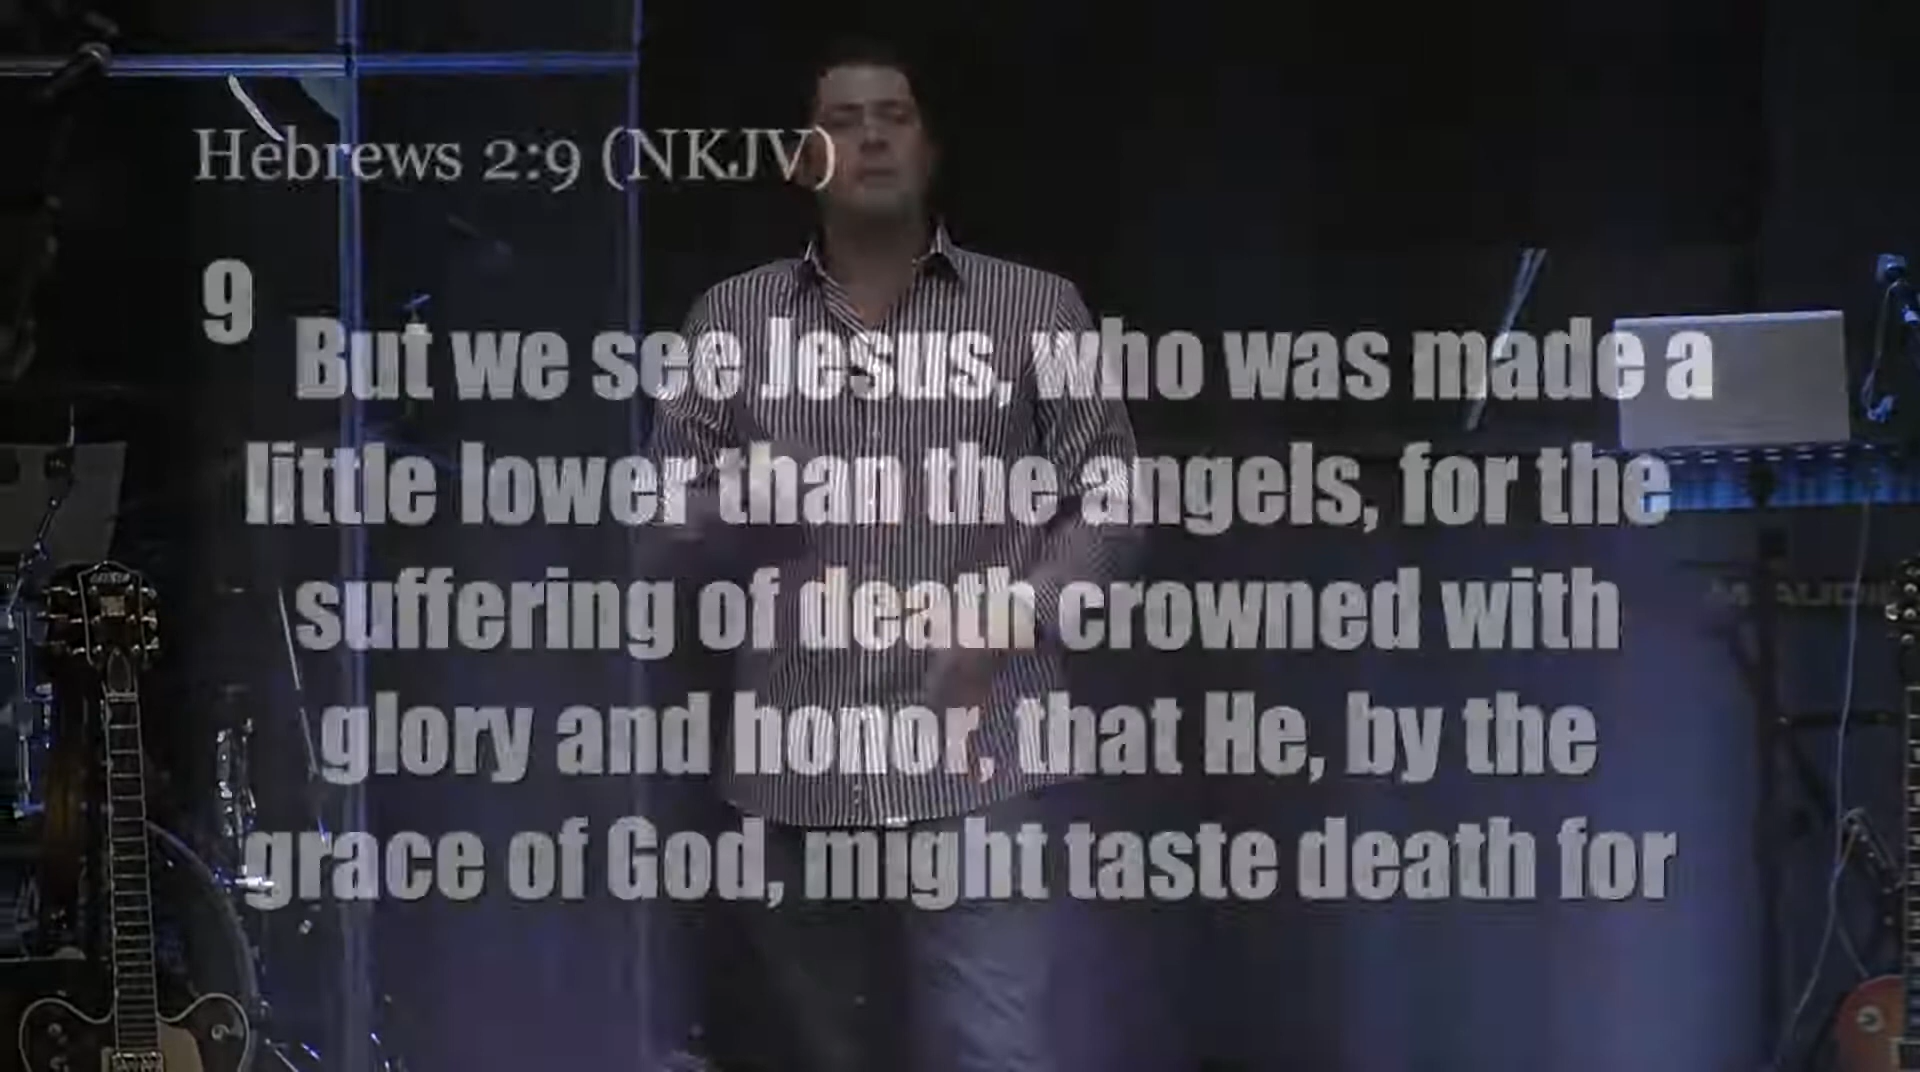 Hebrews 2:9 (NKJV)
9 But we see Jesus, who was made a
little lower than the angels, for the
suffering of death crowned with
glory and honor, that He, by the
grace of God, might taste death for
M-AUDIO